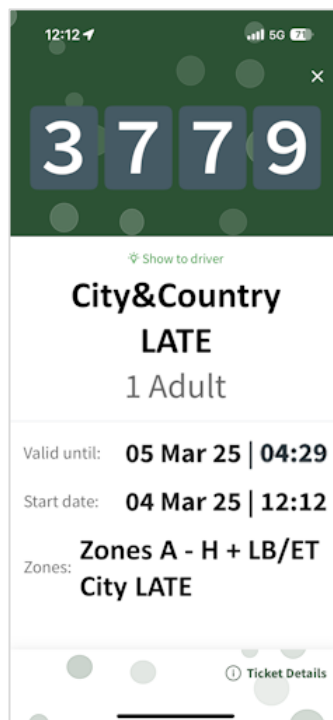 12:12 5G 71
3 7 7 9
Show to driver
City&Country
LATE
1 Adult
Valid until: 05 Mar 25 | 04:29
Start date: 04 Mar 25 | 12:12
Zones: Zones A - H + LB/ET
City LATE
Ticket Details